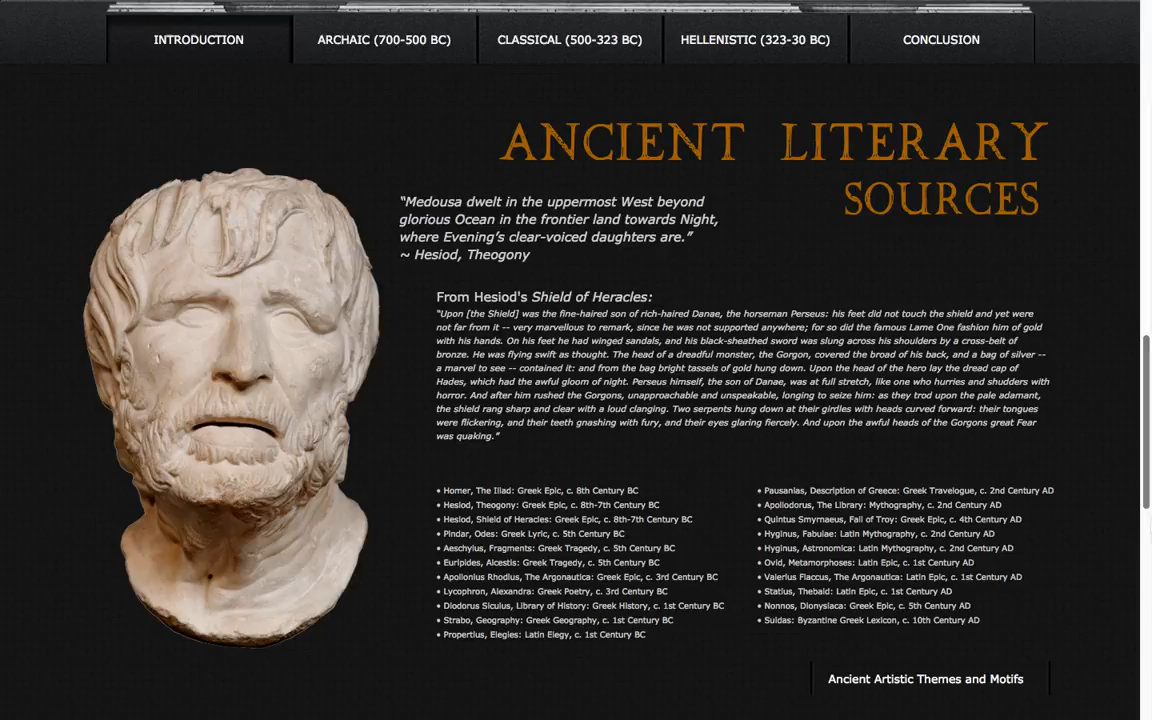 INTRODUCTION
ARCHAIC (700-500 BC)
CLASSICAL (500-323 BC)
HELLENISTIC (323-30 BC)
CONCLUSION
ANCIENT LITERARY
SOURCES
"Medousa dwelt in the uppermost West beyond
glorious Ocean in the frontier land towards Night,
where Evening's clear-voiced daughters are."
~ Hesiod, Theogony
From Hesiod's Shield of Heracles:
"Upon [the Shield] was the fine-haired son of rich-haired Danae, the horseman Perseus: his feet did not touch the shield and yet were
not far from it -- very marvellous to remark, since he was not supported anywhere; for so did the famous Lame One fashion him of gold
with his hands. On his feet he had winged sandals, and his black-sheathed sword was slung across his shoulders by a cross-belt of
bronze. He was flying swift as thought. The head of a dreadful monster, the Gorgon, covered the broad of his back, and a bag of silver --
a marvel to see -- contained it: and from the bag bright tassels of gold hung down. Upon the head of the hero lay the dread cap of
Hades, which had the awful gloom of night. Perseus himself, the son of Danae, was at full stretch, like one who hurries and shudders with
horror. And after him rushed the Gorgons, unapproachable and unspeakable, longing to seize him: as they trod upon the pale adamant,
the shield rang sharp and clear with a loud clanging. Two serpents hung down at their girdles with heads curved forward: their tongues
were flickering, and their teeth gnashing with fury, and their eyes glaring fiercely. And upon the awful heads of the Gorgons great Fear
was quaking."
• Homer, The Iliad: Greek Epic, c. 8th Century BC
• Hesiod, Theogony: Greek Epic, c. 8th-7th Century BC
• Hesiod, Shield of Heracles: Greek Epic, c. 8th-7th Century BC
• Pindar, Odes: Greek Lyric, c. 5th Century BC
• Aeschylus, Fragments: Greek Tragedy, c. 5th Century BC
• Euripides, Alcestis: Greek Tragedy, c. 5th Century BC
• Apollonius Rhodius, The Argonautica: Greek Epic, c. 3rd Century BC
• Lycophron, Alexandra: Greek Poetry, c. 3rd Century BC
• Diodorus Siculus, Library of History: Greek History, c. 1st Century BC
• Strabo, Geography: Greek Geography, c. 1st Century BC
• Propertius, Elegies: Latin Elegy, c. 1st Century BC
• Pausanias, Description of Greece: Greek Travelogue, c. 2nd Century AD
• Apollodorus, The Library: Mythography, c. 2nd Century AD
• Quintus Smyrnaeus, Fall of Troy: Greek Epic, c. 4th Century AD
• Hyginus, Fabulae: Latin Mythography, c. 2nd Century AD
• Hyginus, Astronomica: Latin Mythography, c. 2nd Century AD
• Ovid, Metamorphoses: Latin Epic, c. 1st Century AD
• Valerius Flaccus, The Argonautica: Latin Epic, c. 1st Century AD
• Statius, Thebaid: Latin Epic, c. 1st Century AD
• Nonnos, Dionysiaca: Greek Epic, c. 5th Century AD
• Suidas: Byzantine Greek Lexicon, c. 10th Century AD
Ancient Artistic Themes and Motifs